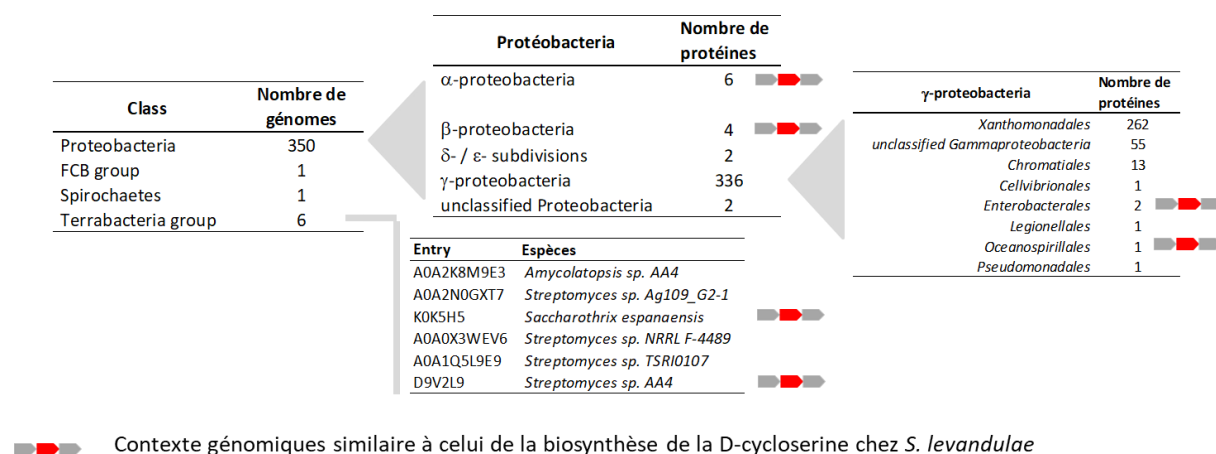 Class Nombre de génomes
Proteobacteria 350
FCB group 1
Spirochaetes 1
Terrabacteria group 6
Protéobacteria Nombre de protéines
α-proteobacteria 6
β-proteobacteria 4
δ- / ε- subdivisions 2
γ-proteobacteria 336
unclassified Proteobacteria 2
Entry Espèces
A0A2K8M9E3 Amycolatopsis sp. AA4
A0A2N0GXT7 Streptomyces sp. Ag109_G2-1
K0K5H5 Saccharothrix espanaensis
A0A0X3WEV6 Streptomyces sp. NRRL F-4489
A0A1Q5L9E9 Streptomyces sp. TSRI0107
D9V2L9 Streptomyces sp. AA4
γ-proteobacteria Nombre de protéines
Xanthomonadales 262
unclassified Gammaproteobacteria 55
Chromatiales 13
Cellvibrionales 1
Enterobacterales 2
Legionellales 1
Oceanospirillales 1
Pseudomonadales 1
Contexte génomiques similaire à celui de la biosynthèse de la D-cycloserine chez S. levandulae